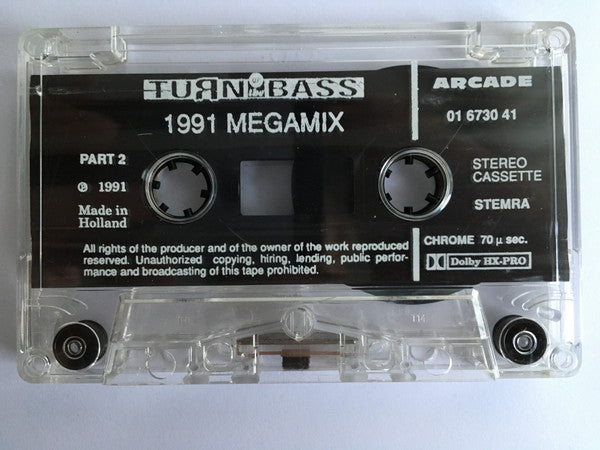 TUЯN UP THE BASS
1991 MEGAMIX
PART 2
℗ 1991
Made in
Holland
All rights of the producer and of the owner of the work reproduced
reserved. Unauthorized copying, hiring, lending, public perfor-
mance and broadcasting of this tape prohibited.
ARCADE
01 6730 41
STEREO
CASSETTE
STEMRA
CHROME 70 µ sec.
Dolby HX-PRO
114